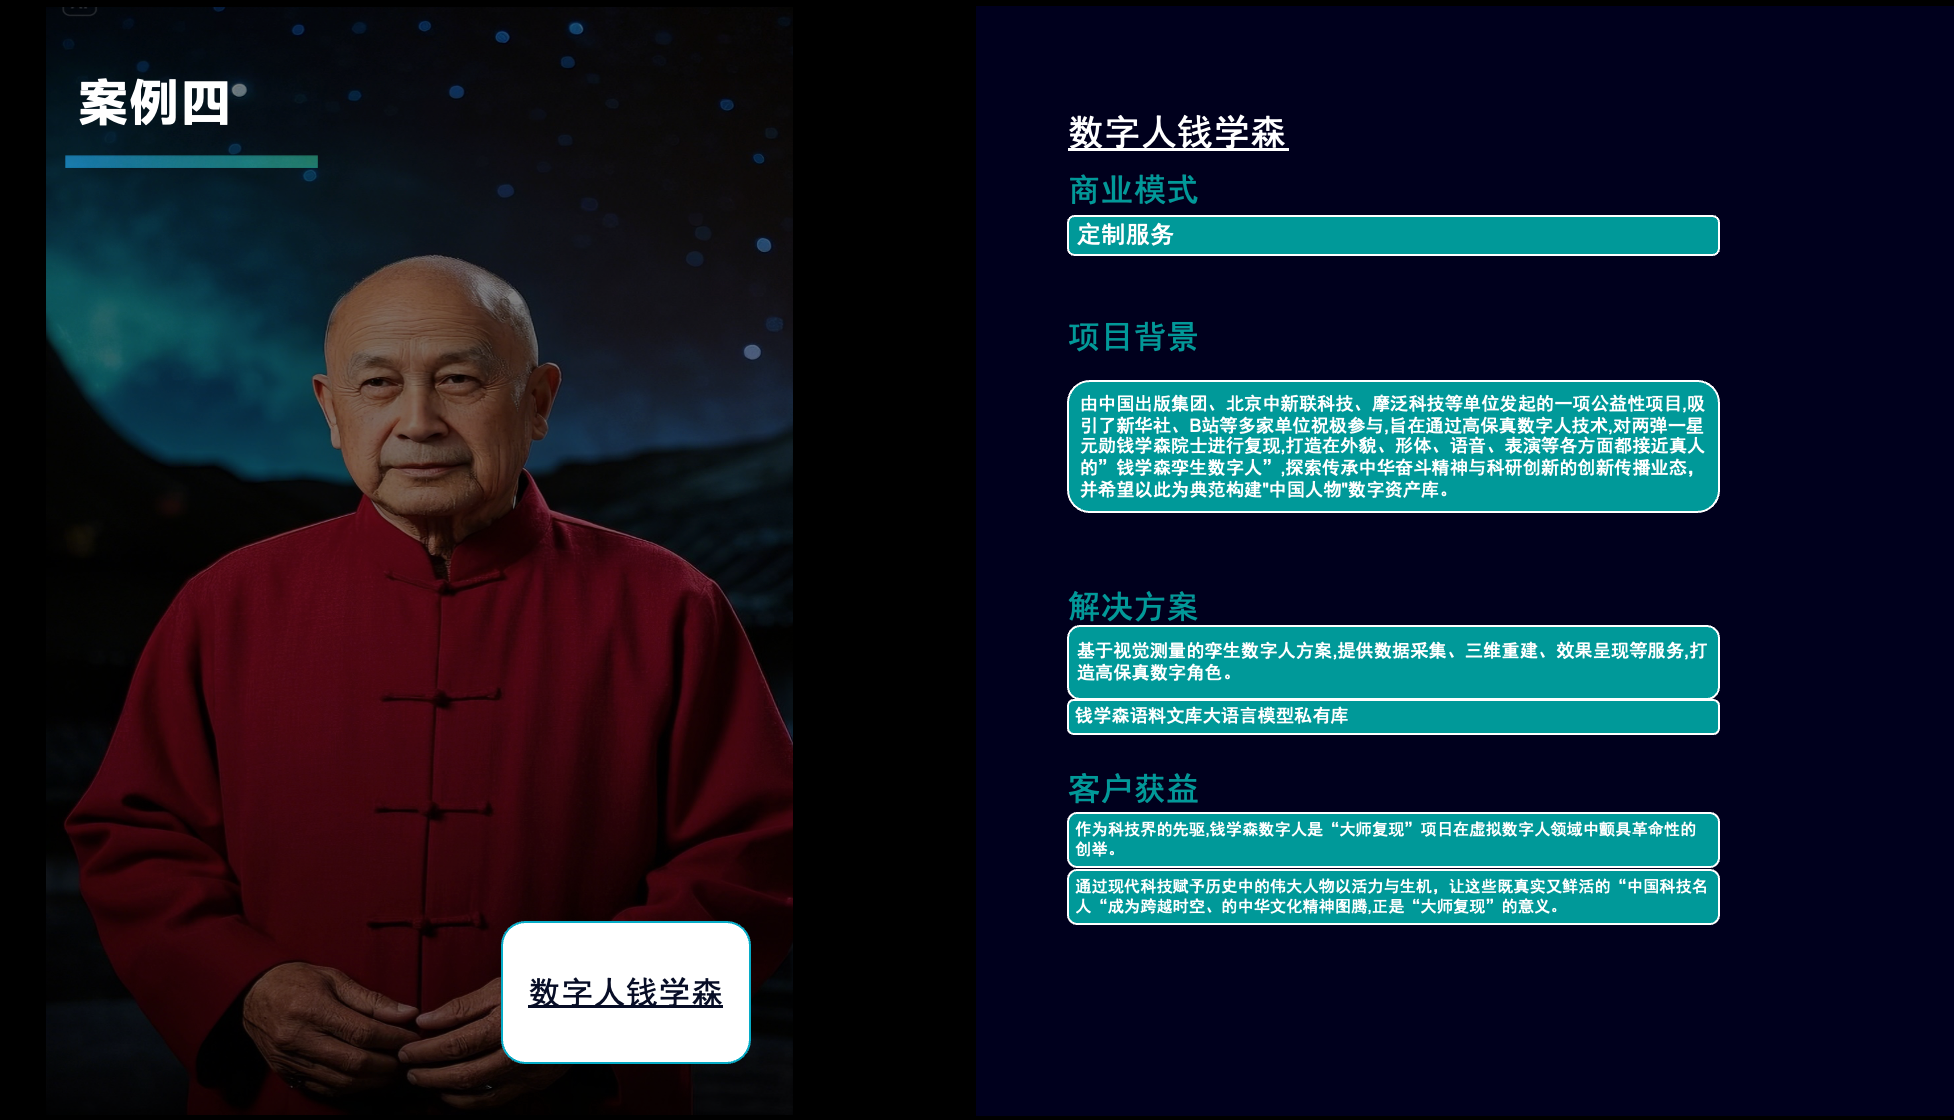 案例四
数字人钱学森
数字人钱学森
商业模式
定制服务
项目背景
由中国出版集团、北京中新联科技、摩泛科技等单位发起的一项公益性项目,吸
引了新华社、B站等多家单位祝极参与,旨在通过高保真数字人技术,对两弹一星
元勋钱学森院士进行复现,打造在外貌、形体、语音、表演等各方面都接近真人
的”钱学森孪生数字人”,探索传承中华奋斗精神与科研创新的创新传播业态，
并希望以此为典范构建"中国人物"数字资产库。
解决方案
基于视觉测量的孪生数字人方案,提供数据采集、三维重建、效果呈现等服务,打
造高保真数字角色。
钱学森语料文库大语言模型私有库
客户获益
作为科技界的先驱,钱学森数字人是“大师复现”项日在虚拟数字人领域中颠具革命性的
创举。
通过现代科技赋予历史中的伟大人物以活力与生机，让这些既真实又鲜活的“中国科技名
人“成为跨越时空、的中华文化精神图腾,正是“大师复现”的意义。